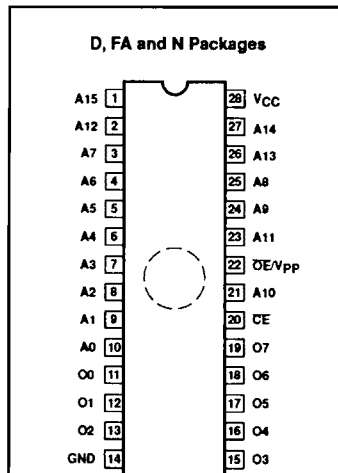 D, FA and N Packages
A15 1 28 VCC
A12 2 27 A14
A7 3 26 A13
A6 4 25 A8
A5 5 24 A9
A4 6 23 A11
A3 7 22 OE/VPP
A2 8 21 A10
A1 9 20 CE
A0 10 19 O7
O0 11 18 O6
O1 12 17 O5
O2 13 16 O4
GND 14 15 O3